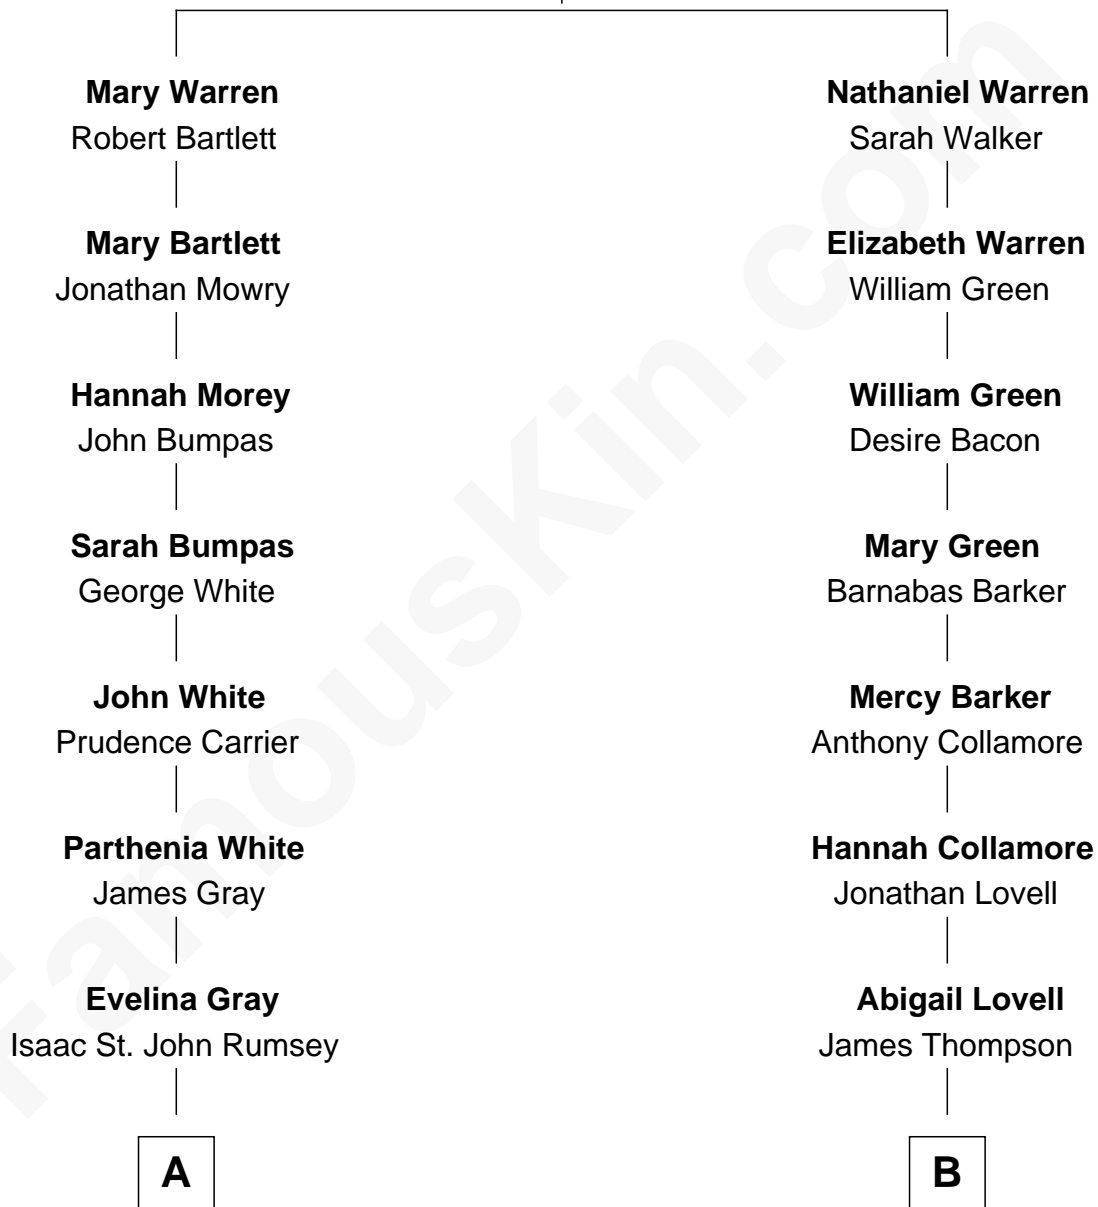 Mary Warren
Robert Bartlett
Mary Bartlett
Jonathan Mowry
Hannah Morey
John Bumpas
Sarah Bumpas
George White
John White
Prudence Carrier
Parthenia White
James Gray
Evelina Gray
Isaac St. John Rumsey
A
Nathaniel Warren
Sarah Walker
Elizabeth Warren
William Green
William Green
Desire Bacon
Mary Green
Barnabas Barker
Mercy Barker
Anthony Collamore
Hannah Collamore
Jonathan Lovell
Abigail Lovell
James Thompson
B
FamousKin.com